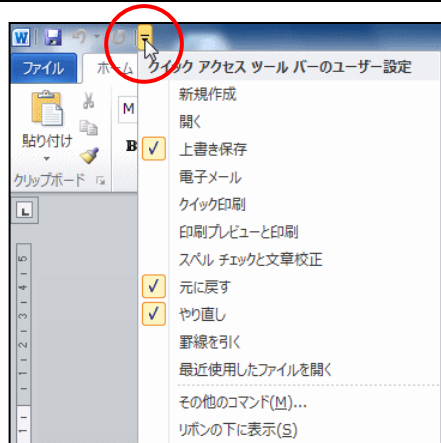 W
ファイル
ホーム
クイック アクセス ツール バーのユーザー設定
新規作成
開く
貼り付け
M
B
上書き保存
電子メール
クリップボード
クイック印刷
L
印刷プレビューと印刷
スペル チェックと文章校正
元に戻す
やり直し
罫線を引く
最近使用したファイルを開く
その他のコマンド(M)...
リボンの下に表示(S)
5
4
3
2
1
1